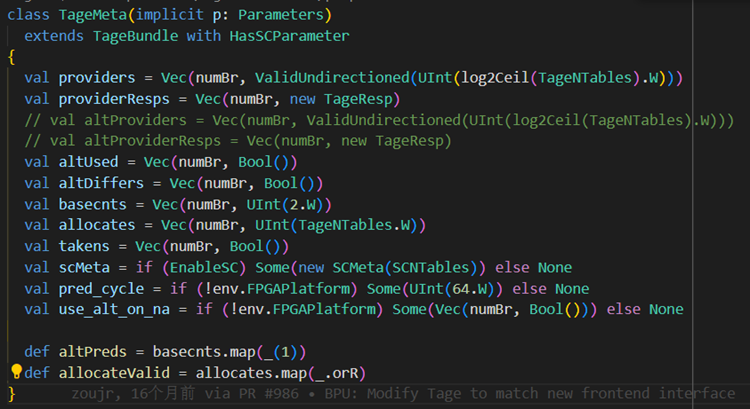 class TageMeta(implicit p: Parameters)
  extends TageBundle with HasSCParameter
{
  val providers = Vec(numBr, ValidUndirectioned(UInt(log2Ceil(TageNTables).W)))
  val providerResps = Vec(numBr, new TageResp)
  // val altProviders = Vec(numBr, ValidUndirectioned(UInt(log2Ceil(TageNTables).W)))
  // val altProviderResps = Vec(numBr, new TageResp)
  val altUsed = Vec(numBr, Bool())
  val altDiffers = Vec(numBr, Bool())
  val basecnts = Vec(numBr, UInt(2.W))
  val allocates = Vec(numBr, UInt(TageNTables.W))
  val takens = Vec(numBr, Bool())
  val scMeta = if (EnableSC) Some(new SCMeta(SCNTables)) else None
  val pred_cycle = if (!env.FPGAPlatform) Some(UInt(64.W)) else None
  val use_alt_on_na = if (!env.FPGAPlatform) Some(Vec(numBr, Bool())) else None

  def altPreds = basecnts.map(_(1))
  def allocateValid = allocates.map(_.orR)
}     zoujr, 16个月前 via PR #986 • BPU: Modify Tage to match new frontend interface